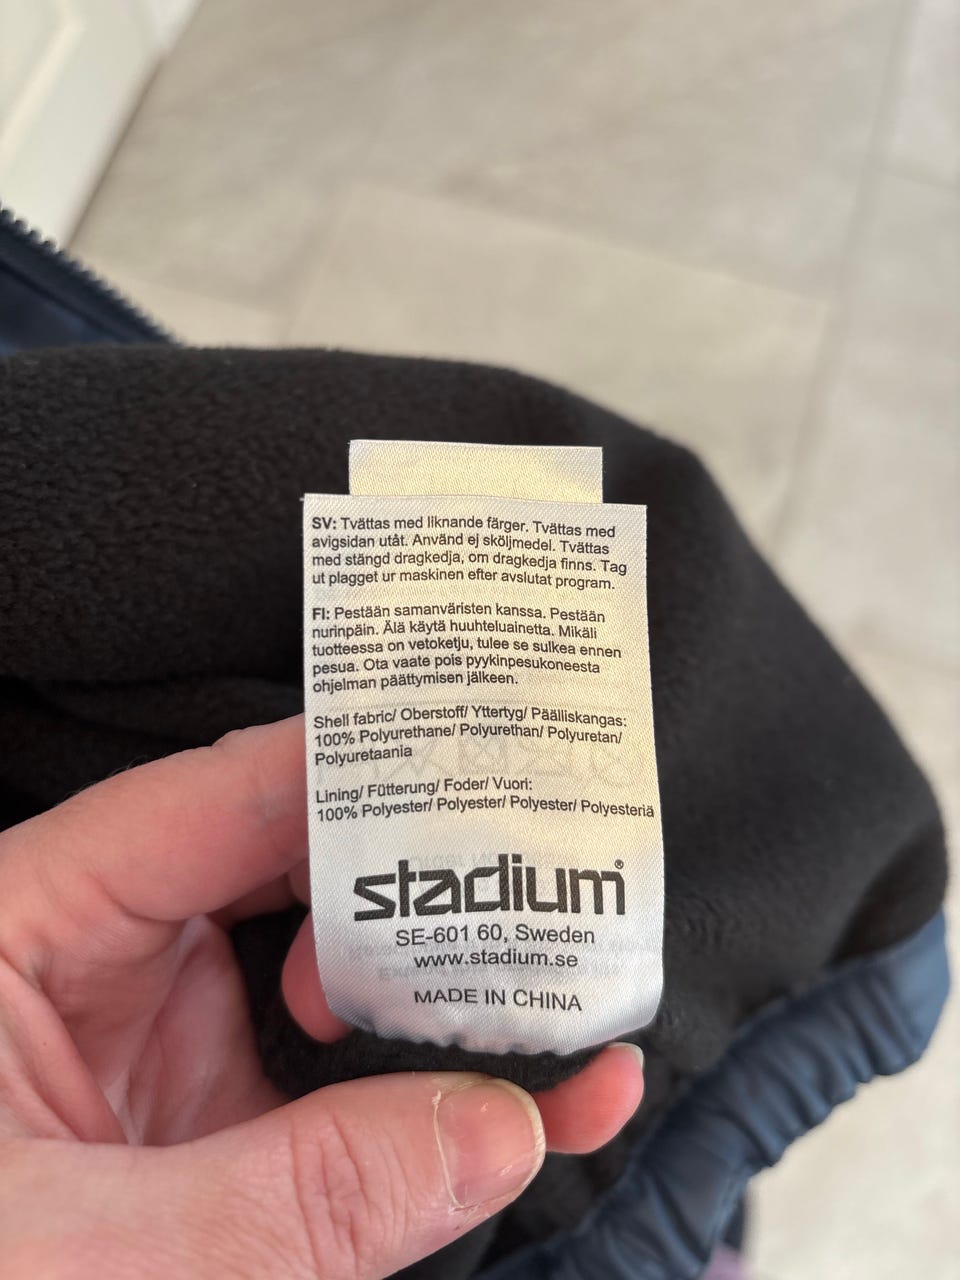 SV: Tvättas med liknande färger. Tvättas med
avigsidan utåt. Använd ej sköljmedel. Tvättas
med stängd dragkedja, om dragkedja finns. Tag
ut plagget ur maskinen efter avslutat program.
FI: Pestään samanväristen kanssa. Pestään
nurinpäin. Älä käytä huuhteluainetta. Mikäli
tuotteessa on vetoketju, tulee se sulkea ennen
pesua. Ota vaate pois pyykinpesukoneesta
ohjelman päättymisen jälkeen.
Shell fabric/ Oberstoff/ Yttertyg/ Päälliskangas:
100% Polyurethane/ Polyurethan/ Polyuretan/
Polyuretaania
Lining/ Fütterung/ Foder/ Vuori:
100% Polyester/ Polyester/ Polyester/ Polyesteriä
stadium®
SE-601 60, Sweden
www.stadium.se
MADE IN CHINA